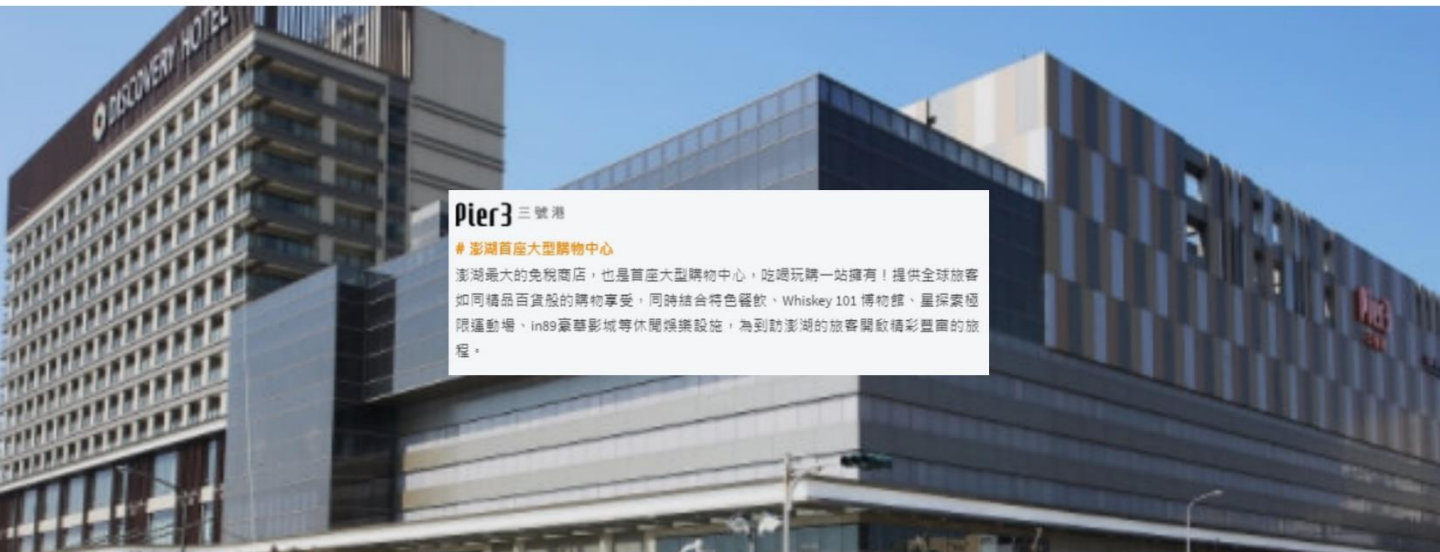 DISCOVERY HOTEL
Pier3 三號港
# 澎湖首座大型購物中心
澎湖最大的免稅商店，也是首座大型購物中心，吃喝玩購一站擁有！提供全球旅客
如同精品百貨般的購物享受，同時結合特色餐飲、Whiskey 101 博物館、星探索極
限運動場、in89豪華影城等休閒娛樂設施，為到訪澎湖的旅客開啟精彩豐富的旅
程。
Pier3
三號港